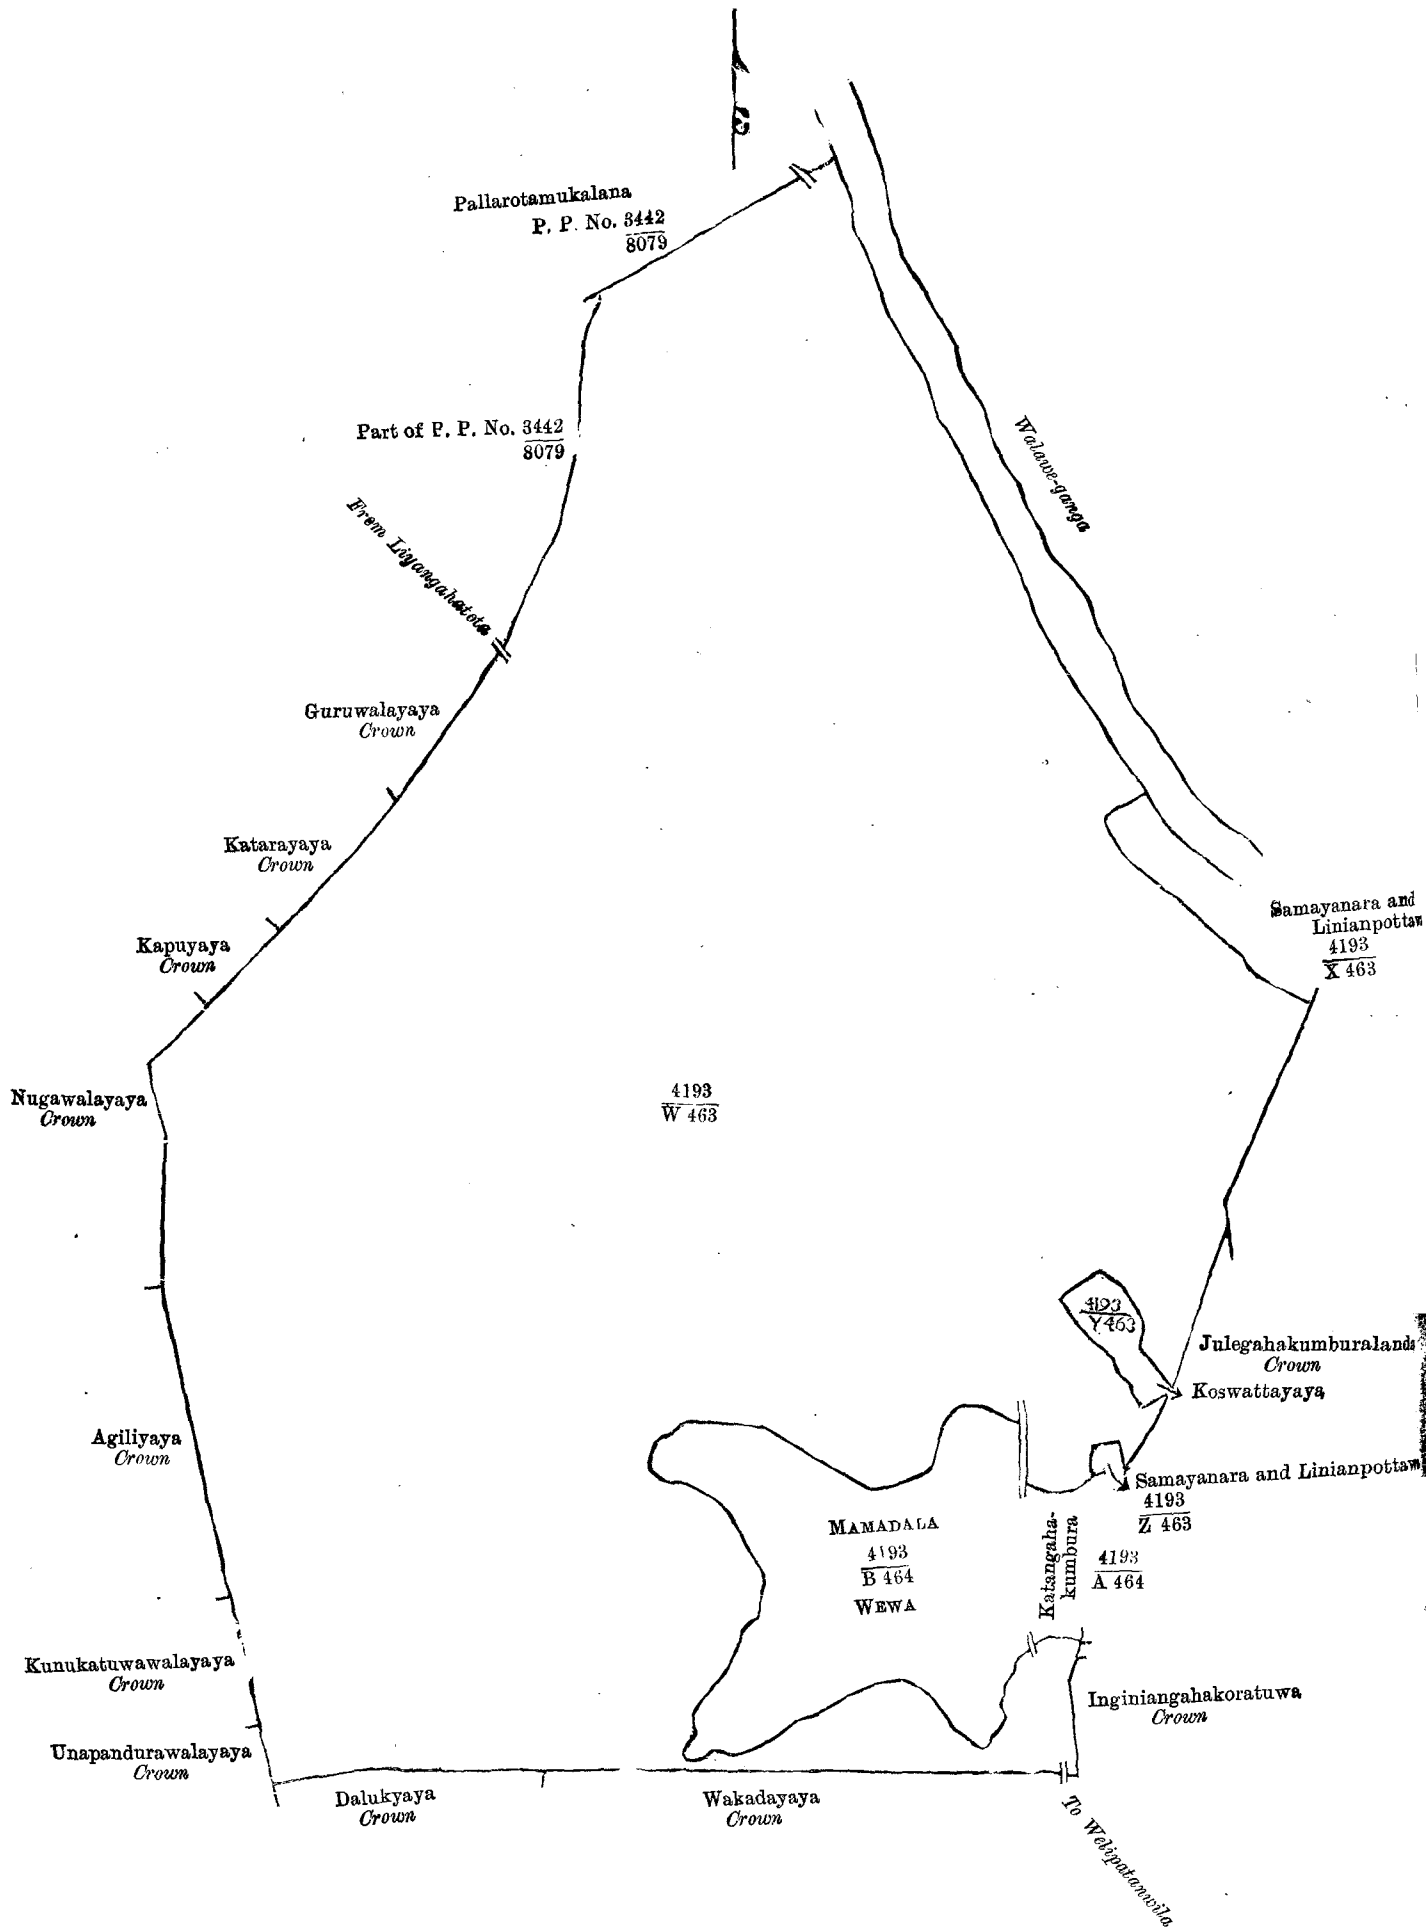 Pallarotamukalana
P. P. No. 3442
8079
Part of P. P. No. 3442
8079
From Liyangahatota
Walawe-ganga
Guruwalayaya
Crown
Katarayaya
Crown
Samayanara and
Linianpottaw
4193
X 463
Kapuyaya
Crown
Nugawalayaya
Crown
4193
W 463
4193
Y 463
Julegahakumburalanda
Crown
Koswattayaya
Agiliyaya
Crown
Samayanara and Linianpottaw
4193
Z 463
MAMADALA
4193
B 464
WEWA
Katangaha-
kumbura
4193
A 464
Kunukatuwawalayaya
Crown
Inginiangahakoratuwa
Crown
Unapandurawalayaya
Crown
Dalukyaya
Crown
Wakadayaya
Crown
To Welipatanwila